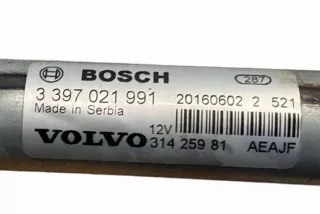 BOSCH 287
3 397 021 991 20160602 2 521
Made in Serbia
VOLVO 12V
314 259 81 AEAJF